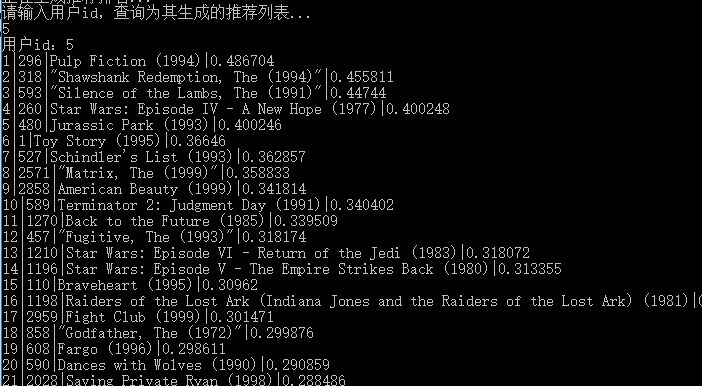 请输入用户id，查询为其生成的推荐列表...
5
用户id：5
1|296|Pulp Fiction (1994)|0.486704
2|318|"Shawshank Redemption, The (1994)"|0.455811
3|593|"Silence of the Lambs, The (1991)"|0.44744
4|260|Star Wars: Episode IV - A New Hope (1977)|0.400248
5|480|Jurassic Park (1993)|0.400246
6|1|Toy Story (1995)|0.36646
7|527|Schindler's List (1993)|0.362857
8|2571|"Matrix, The (1999)"|0.358833
9|2858|American Beauty (1999)|0.341814
10|589|Terminator 2: Judgment Day (1991)|0.340402
11|1270|Back to the Future (1985)|0.339509
12|457|"Fugitive, The (1993)"|0.318174
13|1210|Star Wars: Episode VI - Return of the Jedi (1983)|0.318072
14|1196|Star Wars: Episode V - The Empire Strikes Back (1980)|0.313355
15|110|Braveheart (1995)|0.30962
16|1198|Raiders of the Lost Ark (Indiana Jones and the Raiders of the Lost Ark) (1981)|
17|2959|Fight Club (1999)|0.301471
18|858|"Godfather, The (1972)"|0.299876
19|608|Fargo (1996)|0.298611
20|590|Dances with Wolves (1990)|0.290859
21|2028|Saving Private Ryan (1998)|0.288486